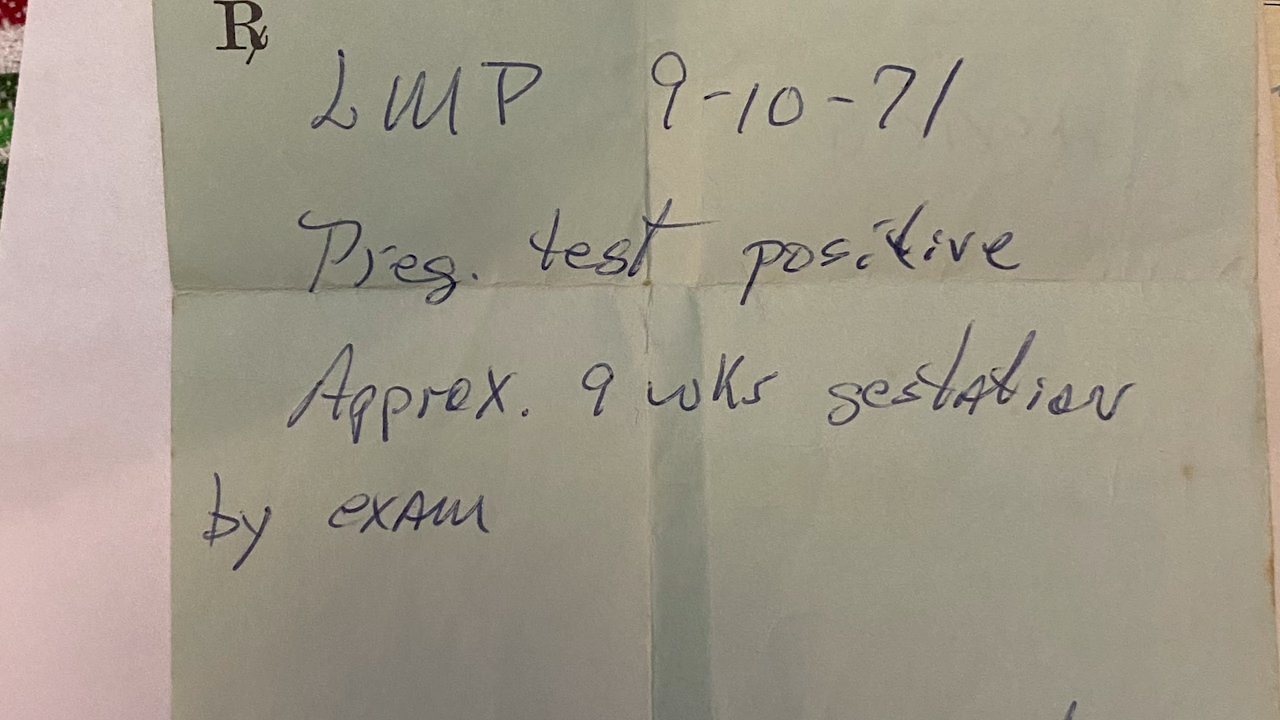 ℞
LMP 9-10-71
Preg. test positive
Approx. 9 wks gestation
by exam